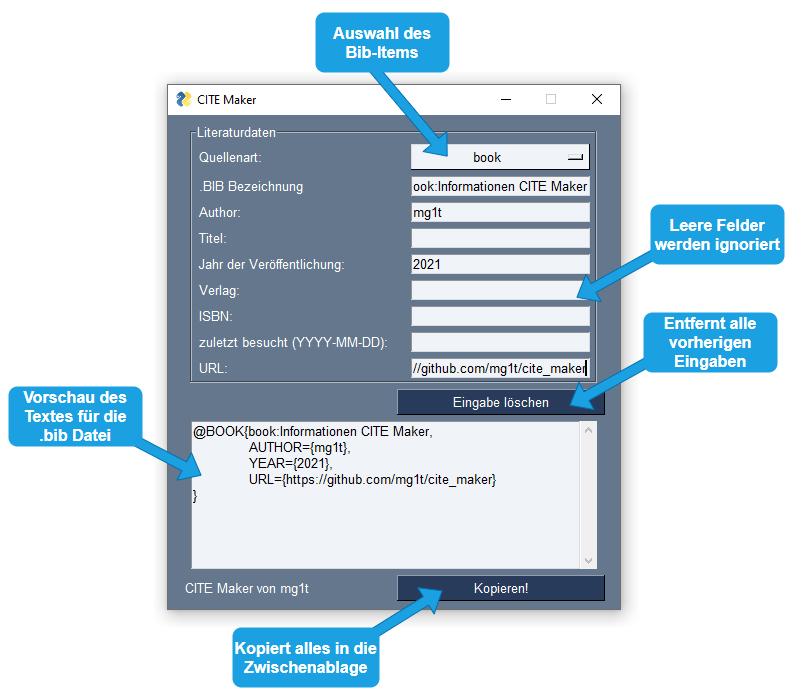 Auswahl des
Bib-Items
CITE Maker
Literaturdaten
Quellenart:
book
.BIB Bezeichnung
ook:Informationen CITE Maker
Author:
mg1t
Titel:
Jahr der Veröffentlichung:
2021
Verlag:
ISBN:
zuletzt besucht (YYYY-MM-DD):
URL:
//github.com/mg1t/cite_maker
Leere Felder
werden ignoriert
Entfernt alle
vorherigen
Eingaben
Eingabe löschen
Vorschau des
Textes für die
.bib Datei
@BOOK{book:Informationen CITE Maker,
AUTHOR={mg1t},
YEAR={2021},
URL={https://github.com/mg1t/cite_maker}
}
CITE Maker von mg1t
Kopieren!
Kopiert alles in die
Zwischenablage